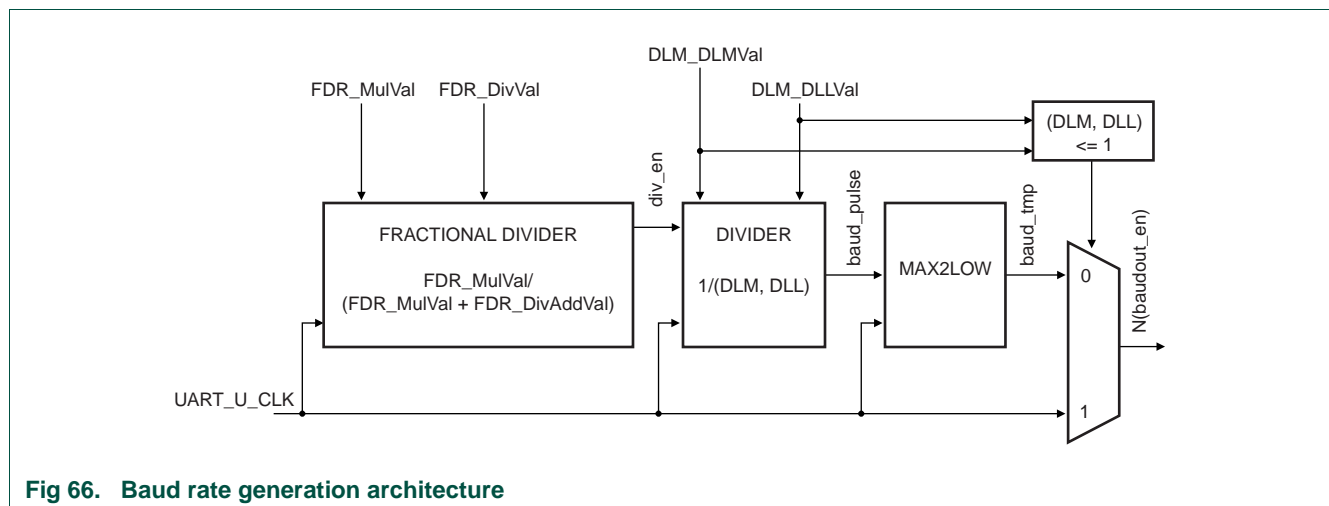 DLM_DLMVal
FDR_MulVal
FDR_DivVal
DLM_DLLVal
(DLM, DLL)
<= 1
div_en
FRACTIONAL DIVIDER
FDR_MulVal/
(FDR_MulVal + FDR_DivAddVal)
DIVIDER
1/(DLM, DLL)
baud_pulse
MAX2LOW
baud_tmp
0
1
N(baudout_en)
UART_U_CLK
Fig 66. Baud rate generation architecture